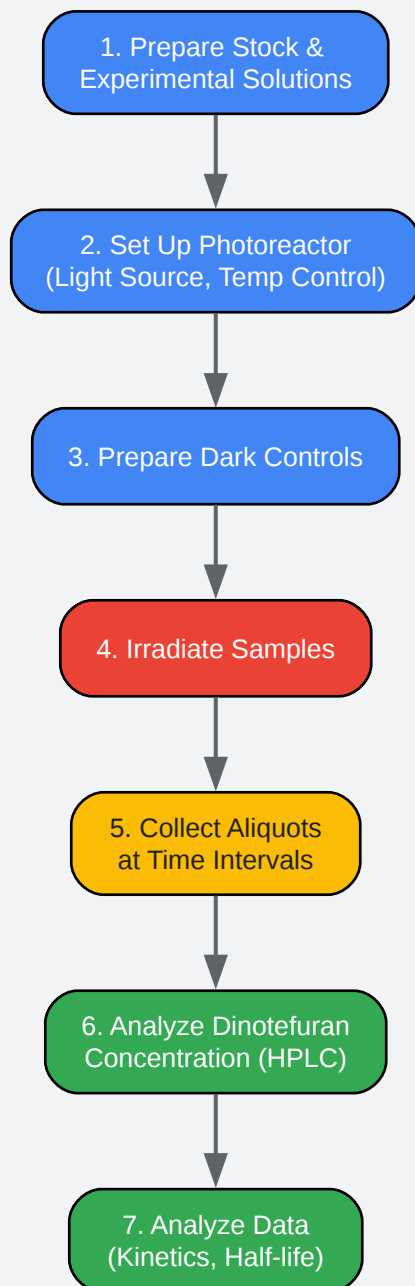 1. Prepare Stock &
Experimental Solutions
2. Set Up Photoreactor
(Light Source, Temp Control)
3. Prepare Dark Controls
4. Irradiate Samples
5. Collect Aliquots
at Time Intervals
6. Analyze Dinotefuran
Concentration (HPLC)
7. Analyze Data
(Kinetics, Half-life)